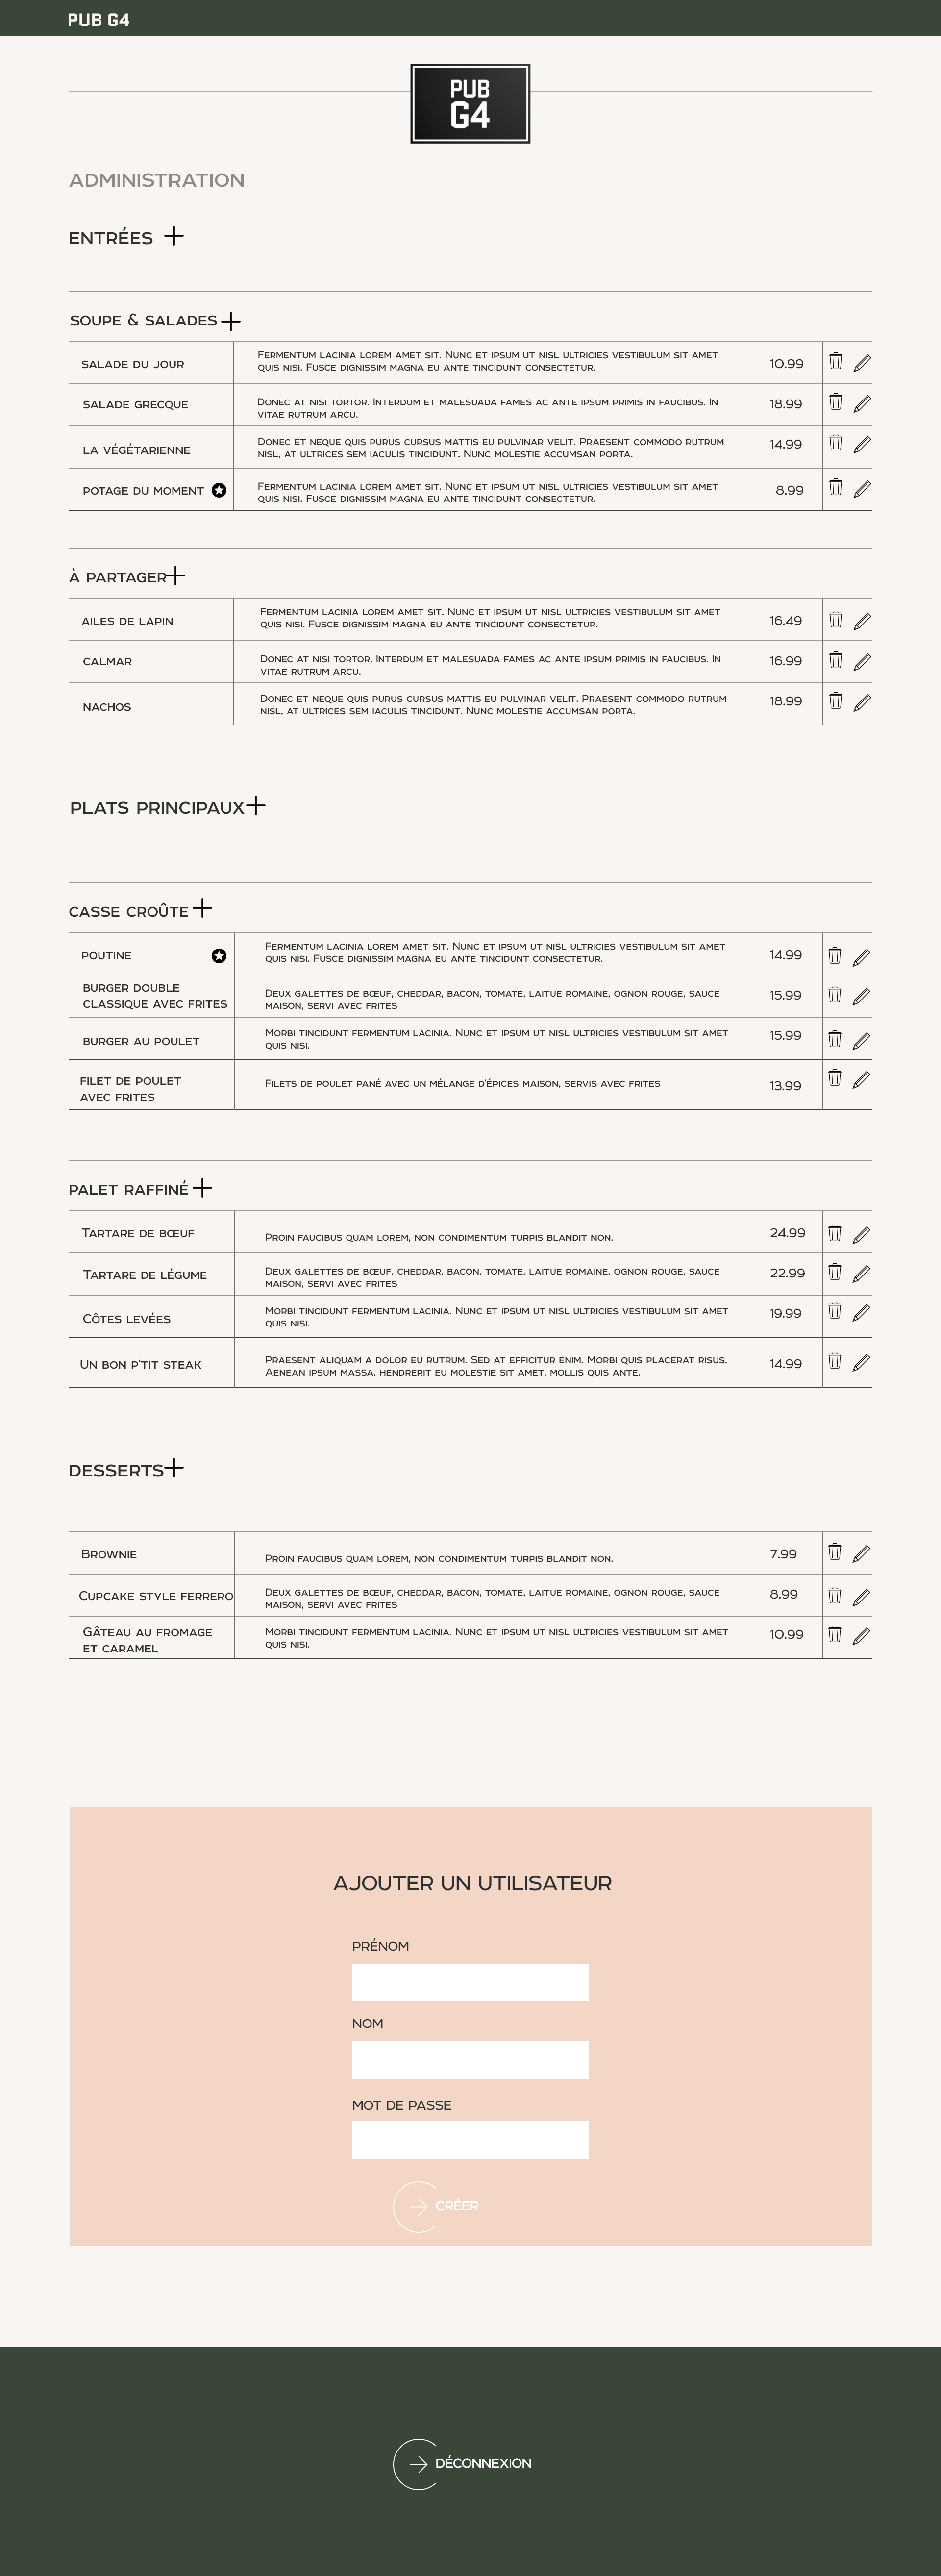 PUB G4
PUB
G4
ADMINISTRATION
ENTRÉES
SOUPE & SALADES
SALADE DU JOUR
FERMENTUM LACINIA LOREM AMET SIT. NUNC ET IPSUM UT NISL ULTRICIES VESTIBULUM SIT AMET
QUIS NISI. FUSCE DIGNISSIM MAGNA EU ANTE TINCIDUNT CONSECTETUR.
10.99
SALADE GRECQUE
DONEC AT NISI TORTOR. INTERDUM ET MALESUADA FAMES AC ANTE IPSUM PRIMIS IN FAUCIBUS. IN
VITAE RUTRUM ARCU.
18.99
LA VÉGÉTARIENNE
DONEC ET NEQUE QUIS PURUS CURSUS MATTIS EU PULVINAR VELIT. PRAESENT COMMODO RUTRUM
NISL, AT ULTRICES SEM IACULIS TINCIDUNT. NUNC MOLESTIE ACCUMSAN PORTA.
14.99
POTAGE DU MOMENT
FERMENTUM LACINIA LOREM AMET SIT. NUNC ET IPSUM UT NISL ULTRICIES VESTIBULUM SIT AMET
QUIS NISI. FUSCE DIGNISSIM MAGNA EU ANTE TINCIDUNT CONSECTETUR.
8.99
À PARTAGER
AILES DE LAPIN
FERMENTUM LACINIA LOREM AMET SIT. NUNC ET IPSUM UT NISL ULTRICIES VESTIBULUM SIT AMET
QUIS NISI. FUSCE DIGNISSIM MAGNA EU ANTE TINCIDUNT CONSECTETUR.
16.49
CALMAR
DONEC AT NISI TORTOR. INTERDUM ET MALESUADA FAMES AC ANTE IPSUM PRIMIS IN FAUCIBUS. IN
VITAE RUTRUM ARCU.
16.99
NACHOS
DONEC ET NEQUE QUIS PURUS CURSUS MATTIS EU PULVINAR VELIT. PRAESENT COMMODO RUTRUM
NISL, AT ULTRICES SEM IACULIS TINCIDUNT. NUNC MOLESTIE ACCUMSAN PORTA.
18.99
PLATS PRINCIPAUX
CASSE CROÛTE
POUTINE
FERMENTUM LACINIA LOREM AMET SIT. NUNC ET IPSUM UT NISL ULTRICIES VESTIBULUM SIT AMET
QUIS NISI. FUSCE DIGNISSIM MAGNA EU ANTE TINCIDUNT CONSECTETUR.
14.99
BURGER DOUBLE
CLASSIQUE AVEC FRITES
DEUX GALETTES DE BŒUF, CHEDDAR, BACON, TOMATE, LAITUE ROMAINE, OGNON ROUGE, SAUCE
MAISON, SERVI AVEC FRITES
15.99
BURGER AU POULET
MORBI TINCIDUNT FERMENTUM LACINIA. NUNC ET IPSUM UT NISL ULTRICIES VESTIBULUM SIT AMET
QUIS NISI.
15.99
FILET DE POULET
AVEC FRITES
FILETS DE POULET PANÉ AVEC UN MÉLANGE D'ÉPICES MAISON, SERVIS AVEC FRITES
13.99
PALET RAFFINÉ
TARTARE DE BŒUF
PROIN FAUCIBUS QUAM LOREM, NON CONDIMENTUM TURPIS BLANDIT NON.
24.99
TARTARE DE LÉGUME
DEUX GALETTES DE BŒUF, CHEDDAR, BACON, TOMATE, LAITUE ROMAINE, OGNON ROUGE, SAUCE
MAISON, SERVI AVEC FRITES
22.99
CÔTES LEVÉES
MORBI TINCIDUNT FERMENTUM LACINIA. NUNC ET IPSUM UT NISL ULTRICIES VESTIBULUM SIT AMET
QUIS NISI.
19.99
UN BON P'TIT STEAK
PRAESENT ALIQUAM A DOLOR EU RUTRUM. SED AT EFFICITUR ENIM. MORBI QUIS PLACERAT RISUS.
AENEAN IPSUM MASSA, HENDRERIT EU MOLESTIE SIT AMET, MOLLIS QUIS ANTE.
14.99
DESSERTS
BROWNIE
PROIN FAUCIBUS QUAM LOREM, NON CONDIMENTUM TURPIS BLANDIT NON.
7.99
CUPCAKE STYLE FERRERO
DEUX GALETTES DE BŒUF, CHEDDAR, BACON, TOMATE, LAITUE ROMAINE, OGNON ROUGE, SAUCE
MAISON, SERVI AVEC FRITES
8.99
GÂTEAU AU FROMAGE
ET CARAMEL
MORBI TINCIDUNT FERMENTUM LACINIA. NUNC ET IPSUM UT NISL ULTRICIES VESTIBULUM SIT AMET
QUIS NISI.
10.99
AJOUTER UN UTILISATEUR
PRÉNOM
NOM
MOT DE PASSE
CRÉER
DÉCONNEXION